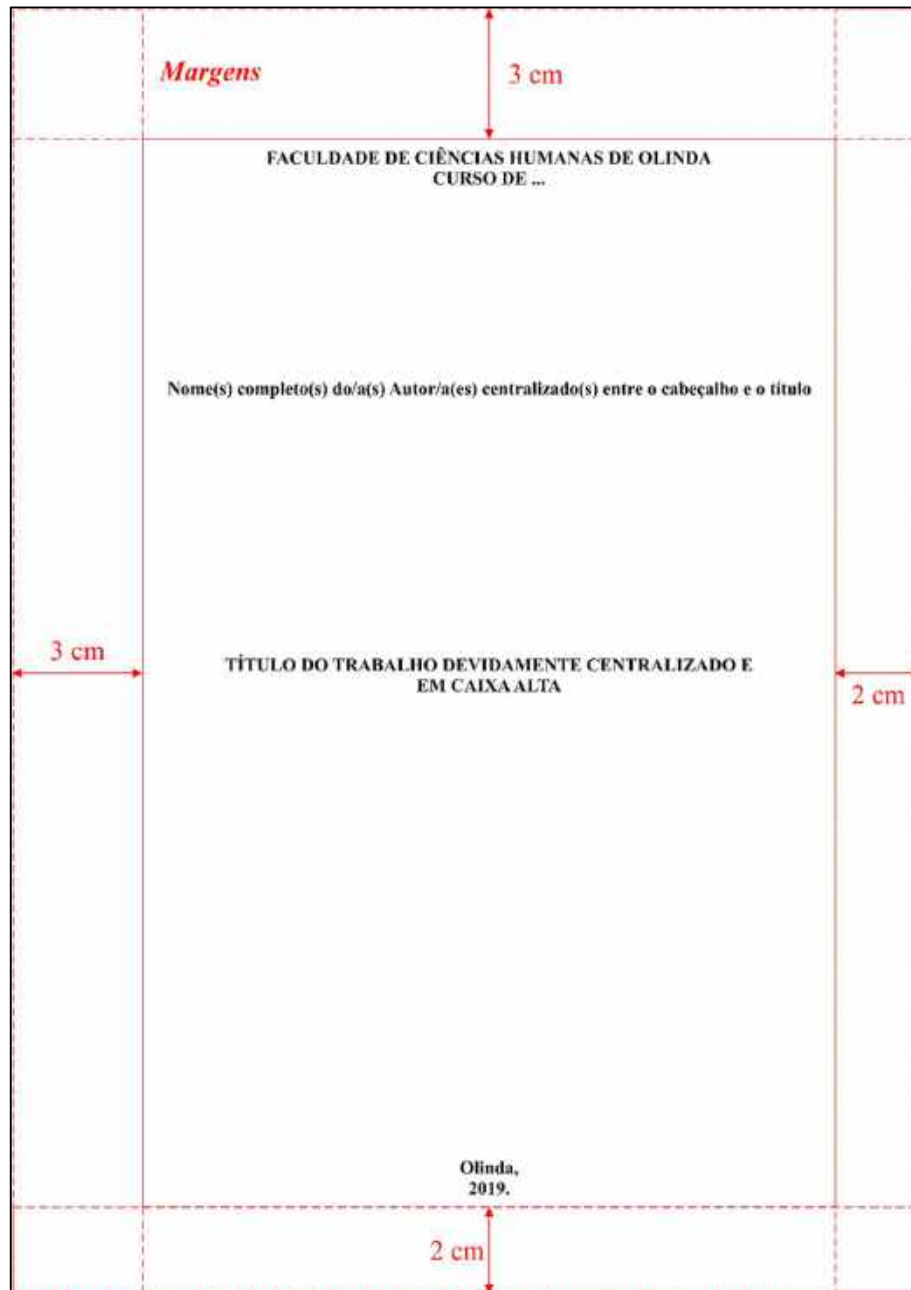 Margens
3 cm
FACULDADE DE CIÊNCIAS HUMANAS DE OLINDA
CURSO DE ...
Nome(s) completo(s) do/a(s) Autor/a(es) centralizado(s) entre o cabeçalho e o título
3 cm
TÍTULO DO TRABALHO DEVIDAMENTE CENTRALIZADO E
EM CAIXA ALTA
2 cm
Olinda,
2019.
2 cm